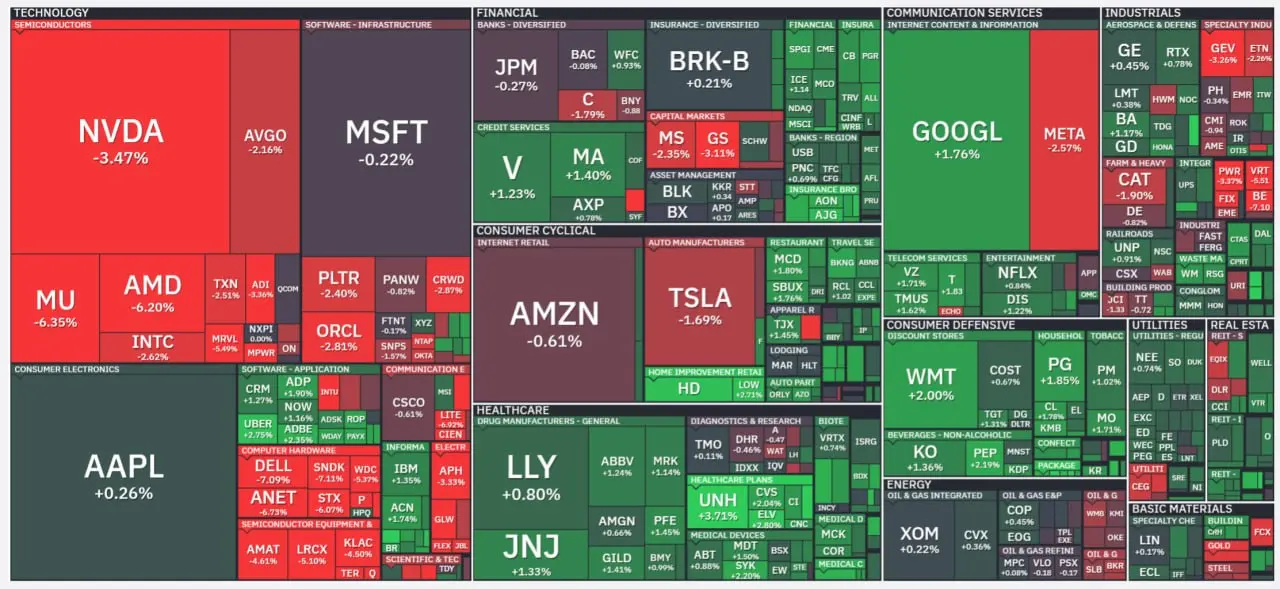 TECHNOLOGY
SEMICONDUCTORS
NVDA
-3.47%
AVGO
-2.16%
MU
-6.35%
AMD
-6.20%
INTC
-2.62%
TXN
-2.51%
ADI
-3.36%
QCOM
MRVL
-5.49%
NXPI
0.00%
MPWR
ON
SOFTWARE - INFRASTRUCTURE
MSFT
-0.22%
PLTR
-2.40%
PANW
-0.82%
CRWD
-2.87%
ORCL
-2.81%
FTNT
-0.17%
XYZ
SNPS
-1.57%
NTAP
OKTA
CONSUMER ELECTRONICS
AAPL
+0.26%
SOFTWARE - APPLICATION
CRM
+1.27%
ADP
+1.90%
INTU
UBER
+2.75%
NOW
+1.16%
ADSK
ROP
ADBE
+2.35%
WDAY
PAYX
COMMUNICATION E
CSCO
-0.61%
MSI
LITE
-6.92%
CIEN
COMPUTER HARDWARE
DELL
-7.09%
SNDK
-7.11%
WDC
-5.37%
ANET
-6.73%
STX
-6.07%
P
HPQ
INFORMA
IBM
+1.35%
ACN
+1.74%
BR
ELECTR
APH
-3.33%
GLW
FLEX
JBL
SEMICONDUCTOR EQUIPMENT &
AMAT
-4.61%
LRCX
-5.10%
KLAC
-4.50%
TER
Q
SCIENTIFIC & TEC
TDY
FINANCIAL
BANKS - DIVERSIFIED
JPM
-0.27%
BAC
-0.08%
WFC
+0.93%
C
-1.79%
BNY
-0.88
INSURANCE - DIVERSIFIED
BRK-B
+0.21%
FINANCIAL
SPGI
CME
ICE
+1.14
MCO
NDAQ
MSCI
INSURA
CB
PGR
TRV
ALL
CINF
L
WRB
CREDIT SERVICES
V
+1.23%
MA
+1.40%
COF
AXP
+0.78%
SYF
CAPITAL MARKETS
MS
-2.35%
GS
-3.11%
SCHW
ASSET MANAGEMENT
BLK
KKR
+0.34
STT
BX
APO
+0.17
AMP
ARES
BANKS - REGION
USB
PNC
+0.69%
TFC
CFG
MET
AFL
PRU
INSURANCE BRO
AON
AJG
CONSUMER CYCLICAL
INTERNET RETAIL
AMZN
-0.61%
AUTO MANUFACTURERS
TSLA
-1.69%
F
RESTAURANT
MCD
+1.80%
SBUX
+1.76%
DRI
TRAVEL SE
BKNG
ABNB
RCL
+1.02
CCL
EXPE
APPAREL R
TJX
+1.45%
BBY
IP
LODGING
MAR
HLT
HOME IMPROVEMENT RETAI
HD
LOW
+2.71%
AUTO PART
ORLY
AZO
HEALTHCARE
DRUG MANUFACTURERS - GENERAL
LLY
+0.80%
ABBV
+1.24%
MRK
+1.14%
JNJ
+1.33%
AMGN
+0.66%
PFE
+1.45%
GILD
+1.41%
BMY
+0.99%
DIAGNOSTICS & RESEARCH
TMO
+0.11%
DHR
-0.46%
A
-0.47
WAT
LH
IDXX
IQV
BIOTE
VRTX
+0.74%
ISRG
BDX
INCY
HEALTHCARE PLANS
UNH
+3.71%
CVS
+2.04%
CI
ELV
+2.80%
CNC
MEDICAL DEVICES
ABT
+0.88%
MDT
+1.50%
BSX
SYK
+2.20%
EW
STE
MEDICAL D
MCK
COR
MEDICAL C
COMMUNICATION SERVICES
INTERNET CONTENT & INFORMATION
GOOGL
+1.76%
META
-2.57%
TELECOM SERVICES
VZ
+1.71%
T
+1.83
TMUS
+1.62%
ECHO
ENTERTAINMENT
NFLX
+0.84%
DIS
+1.22%
APP
OMC
INDUSTRIALS
AEROSPACE & DEFENS
GE
+0.45%
RTX
+0.78%
LMT
+0.38%
HWM
NOC
BA
+1.17%
TDG
GD
HONA
SPECIALTY INDU
GEV
-3.26%
ETN
-2.26%
PH
-0.34%
EMR
ITW
CMI
-0.94
ROK
IR
AME
OTIS
FARM & HEAVY
CAT
-1.90%
DE
-0.82%
INTEGR
UPS
PWR
-3.37%
VRT
-5.51
FIX
BE
-7.10
EME
RAILROADS
UNP
+0.91%
NSC
CSX
WAB
INDUSTRI
FAST
FERG
CTAS
DAL
CPRT
WASTE MA
WM
RSG
URI
BUILDING PROD
JCI
-1.33
TT
-0.72
CONGLOM
MMM
HON
CONSUMER DEFENSIVE
DISCOUNT STORES
WMT
+2.00%
COST
+0.67%
TGT
+1.31%
DG
DLTR
HOUSEHOL
PG
+1.85%
CL
+1.78%
EL
KMB
TOBACC
PM
+1.02%
MO
+1.71%
BEVERAGES - NON-ALCOHOLIC
KO
+1.36%
PEP
+2.19%
MNST
KDP
CONFECT
PACKAGE
KR
ENERGY
OIL & GAS INTEGRATED
XOM
+0.22%
CVX
+0.36%
OIL & GAS E&P
COP
+0.45%
EOG
TPL
EXE
OIL & G
WMB
KMI
OKE
OIL & GAS REFINI
MPC
+0.08%
VLO
-0.18
PSX
-0.17
OIL & G
SLB
BKR
UTILITIES
UTILITIES - REGU
NEE
+0.74%
SO
DUK
AEP
D
ETR
XEL
EXC
ED
FE
WEC
PPL
PEG
ES
LNT
UTILITI
CEG
SRE
NI
REAL ESTA
REIT - S
EQIX
WELL
DLR
CCI
VTR
REIT - I
PLD
O
REIT -
BASIC MATERIALS
SPECIALTY CHE
LIN
+0.17%
ECL
IFF
BUILDIN
CRH
GOLD
STEEL
FCX